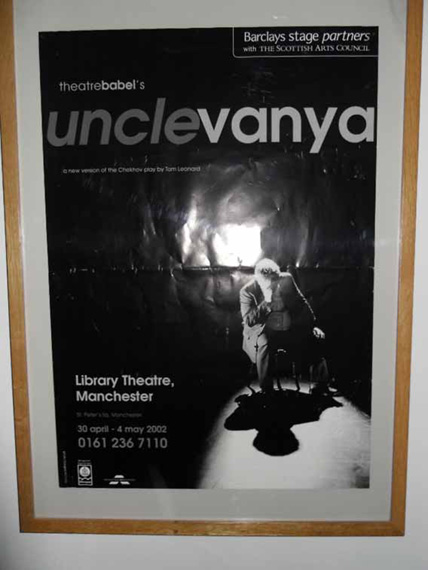 Barclays stage partners
with THE SCOTTISH ARTS COUNCIL
theatrebabel's
unclevanya
a new version of the Chekhov play by Tom Leonard
Library Theatre,
Manchester
St. Peter's Sq, Manchester
30 april - 4 may 2002
0161 236 7110